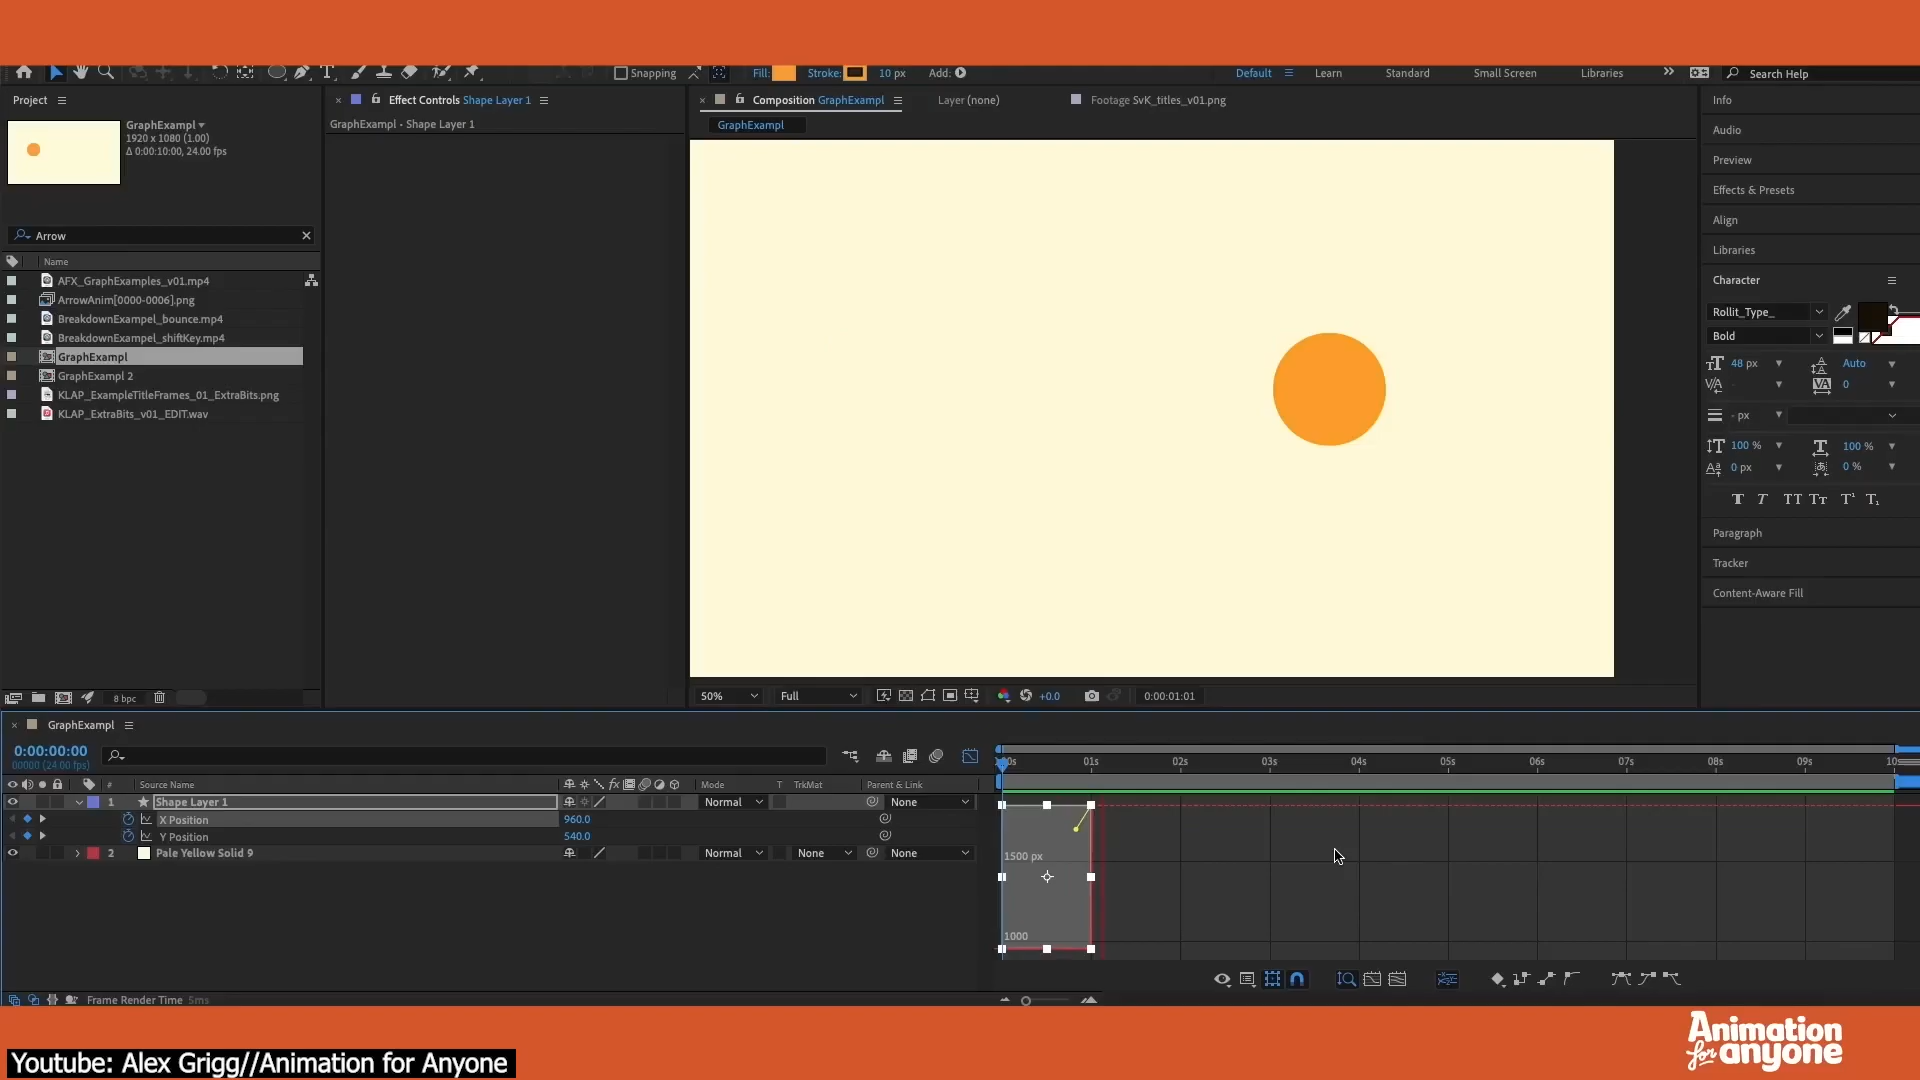 Snapping
Fill:
Stroke:
10 px
Add:
Default
Learn
Standard
Small Screen
Libraries
Search Help
Project
Effect Controls Shape Layer 1
Composition GraphExampl
Layer (none)
Footage SvK_titles_v01.png
GraphExampl
1920 x 1080 (1.00)
Δ 0:00:10:00, 24.00 fps
GraphExampl - Shape Layer 1
GraphExampl
Arrow
Name
AFX_GraphExamples_v01.mp4
ArrowAnim[0000-0006].png
BreakdownExampel_bounce.mp4
BreakdownExampel_shiftKey.mp4
GraphExampl
GraphExampl 2
KLAP_ExampleTitleFrames_01_ExtraBits.png
KLAP_ExtraBits_v01_EDIT.wav
8 bpc
50%
Full
+0.0
0:00:01:01
Info
Audio
Preview
Effects & Presets
Align
Libraries
Character
Rollit_Type_
Bold
48 px
Auto
0
- px
100 %
100 %
0 px
0 %
Paragraph
Tracker
Content-Aware Fill
GraphExampl
0:00:00:00
00000 (24.00 fps)
# Source Name
Mode
T TrkMat
Parent & Link
1 Shape Layer 1
Normal
None
X Position
960.0
Y Position
540.0
2 Pale Yellow Solid 9
Normal
None
None
01s 02s 03s 04s 05s 06s 07s 08s 09s
1500 px
1000
Frame Render Time 5ms
Youtube: Alex Grigg//Animation for Anyone
Animation
for anyone